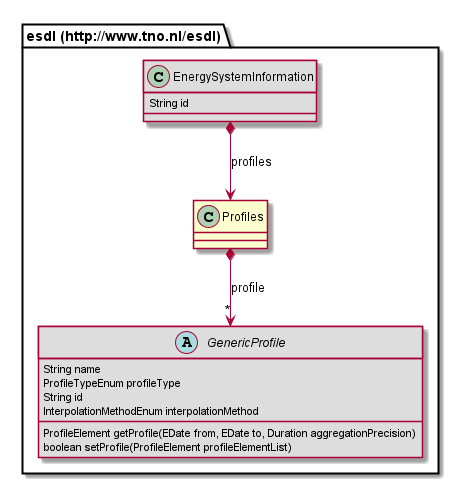 esdl (http://www.tno.nl/esdl)
C EnergySystemInformation
String id
profiles
C Profiles
profile
*
A GenericProfile
String name
ProfileTypeEnum profileType
String id
InterpolationMethodEnum interpolationMethod
ProfileElement getProfile(EDate from, EDate to, Duration aggregationPrecision)
boolean setProfile(ProfileElement profileElementList)